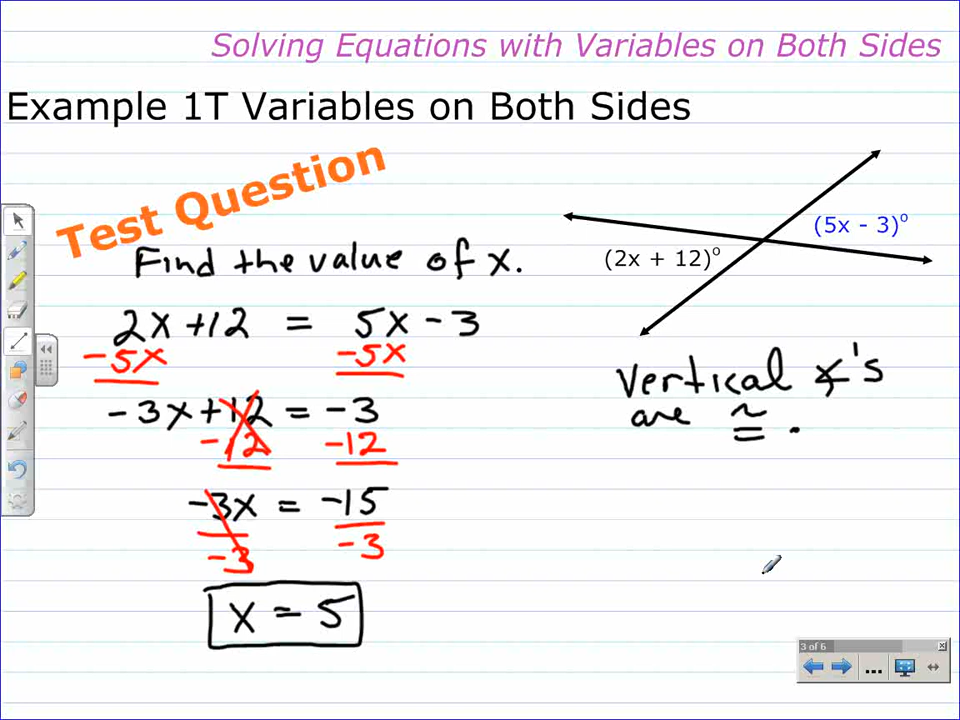 Solving Equations with Variables on Both Sides
Example 1T Variables on Both Sides
Test Question
Find the value of x.
(5x - 3)°
(2x + 12)°
2x +12 = 5x - 3
-5x -5x
-3x +12 = -3
-12 -12
-3x = -15
-3 -3
x = 5
Vertical ∡'s
are ≅ .
3 of 6
...